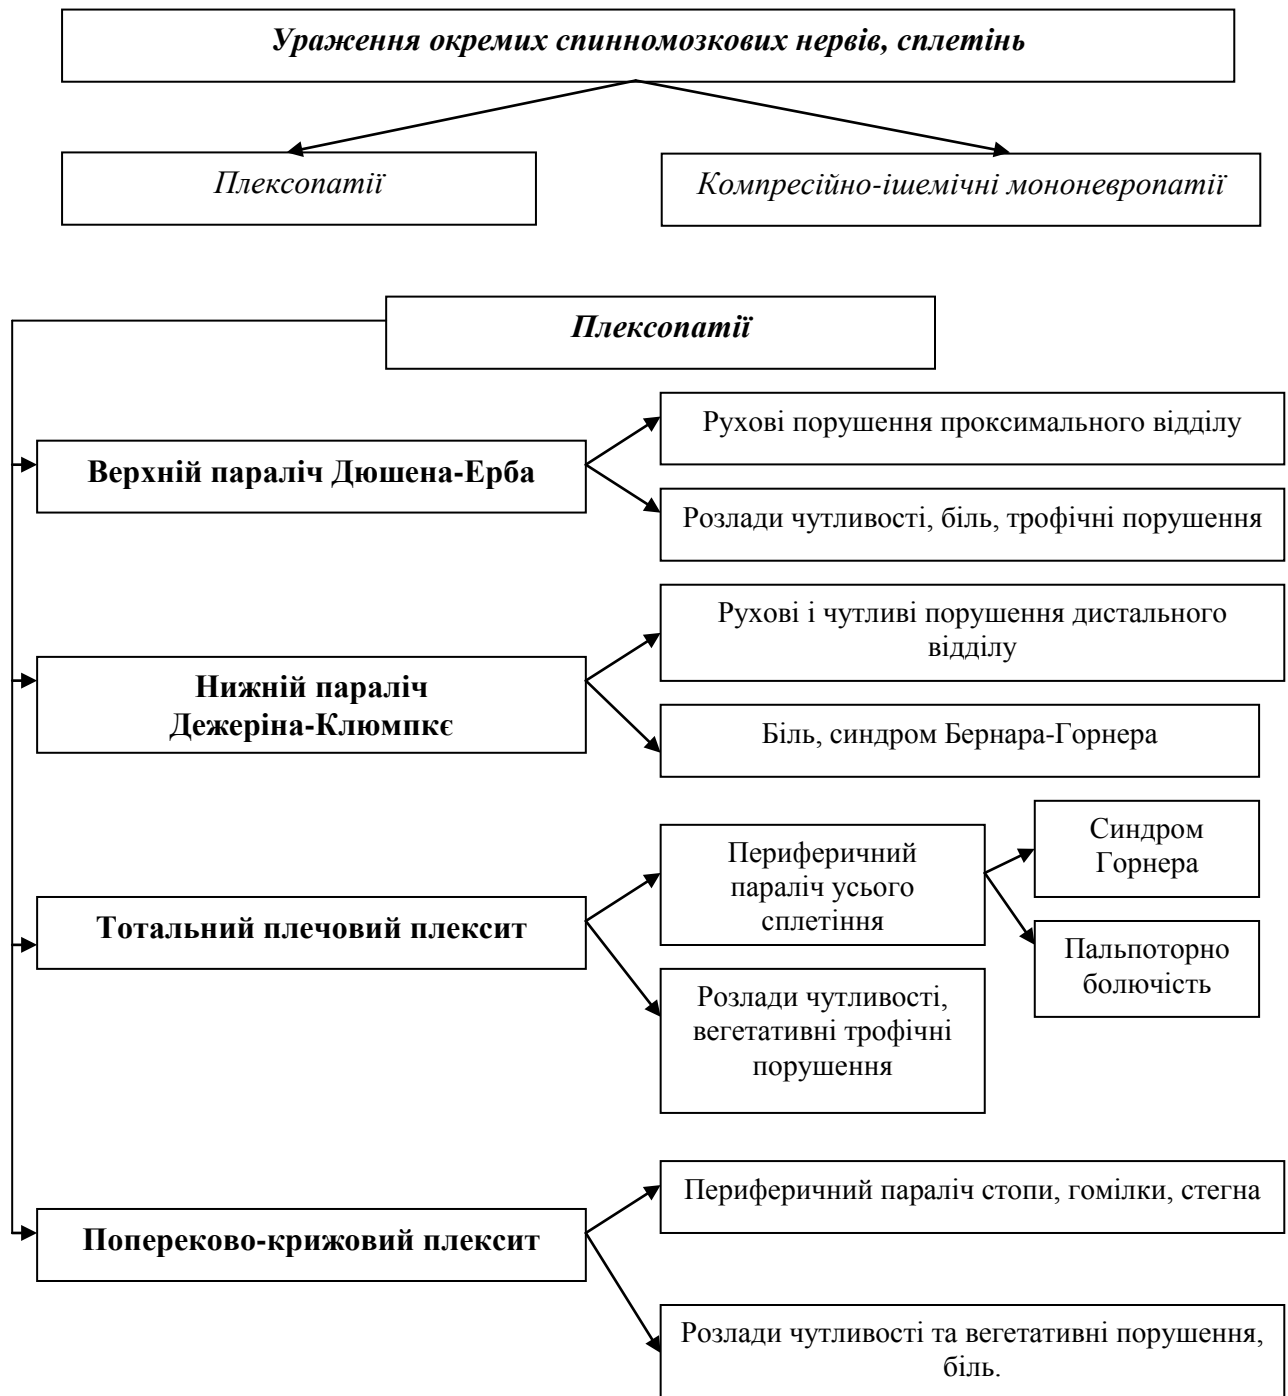 Ураження окремих спинномозкових нервів, сплетінь
Плексопатії
Компресійно-ішемічні мононевропатії
Плексопатії
Верхній параліч Дюшена-Ерба
Рухові порушення проксимального відділу
Розлади чутливості, біль, трофічні порушення
Нижній параліч
Дежеріна-Клюмпкє
Рухові і чутливі порушення дистального
відділу
Біль, синдром Бернара-Горнера
Тотальний плечовий плексит
Периферичний
параліч усього
сплетіння
Синдром
Горнера
Пальпоторно
болючість
Розлади чутливості,
вегетативні трофічні
порушення
Попереково-крижовий плексит
Периферичний параліч стопи, гомілки, стегна
Розлади чутливості та вегетативні порушення,
біль.